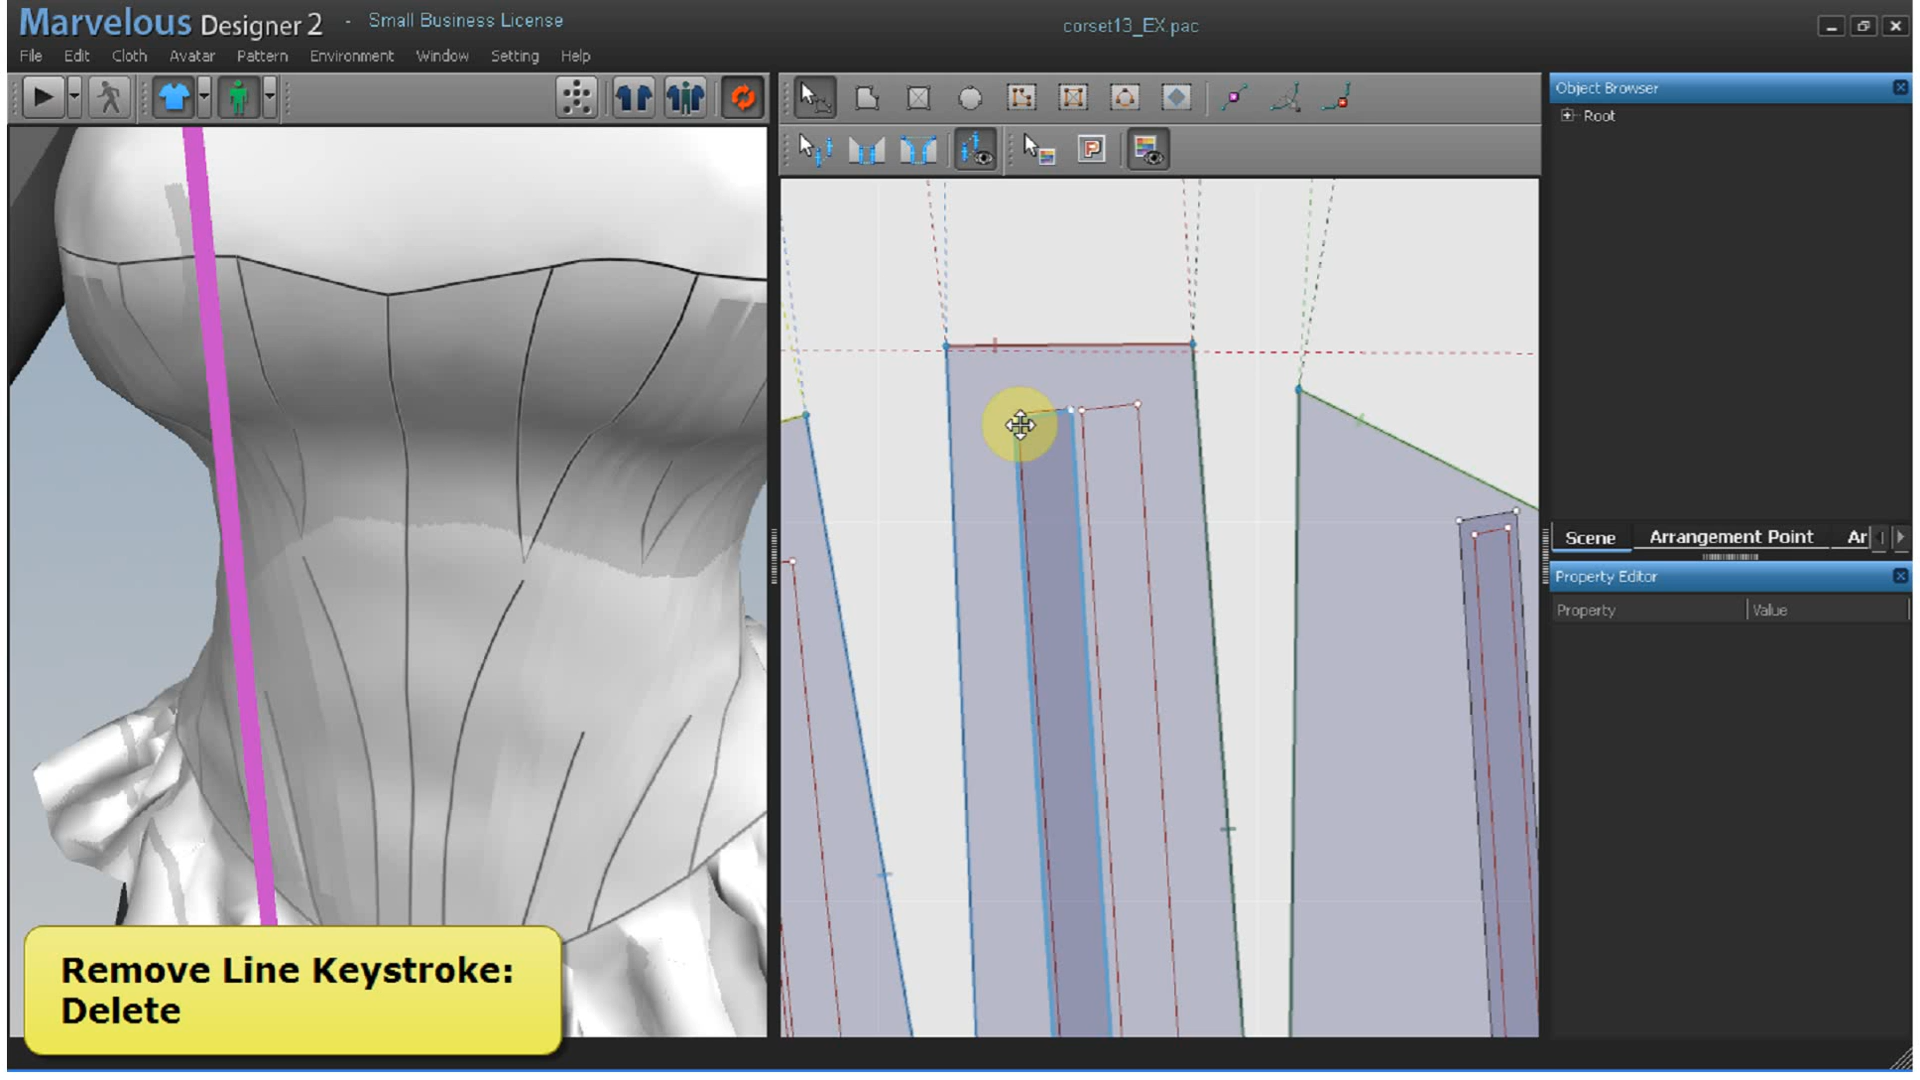 Marvelous Designer 2 - Small Business License
corset13_EX.pac
File Edit Cloth Avatar Pattern Environment Window Setting Help
Object Browser
Root
P
Scene Arrangement Point Ar
Property Editor
Property Value
Remove Line Keystroke:
Delete